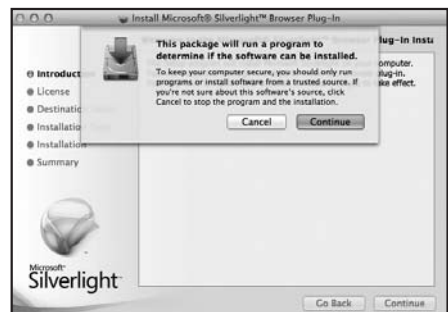 Install Microsoft® Silverlight™ Browser Plug-In
This package will run a program to
determine if the software can be installed.
To keep your computer secure, you should only run
programs or install software from a trusted source. If
you're not sure about this software's source, click
Cancel to stop the program and the installation.
Cancel
Continue
lug-In Insta
omputer.
lug-in.
ke effect.
Introduct
License
Destinatio
Installatio
Installation
Summary
Microsoft®
Silverlight™
Go Back
Continue